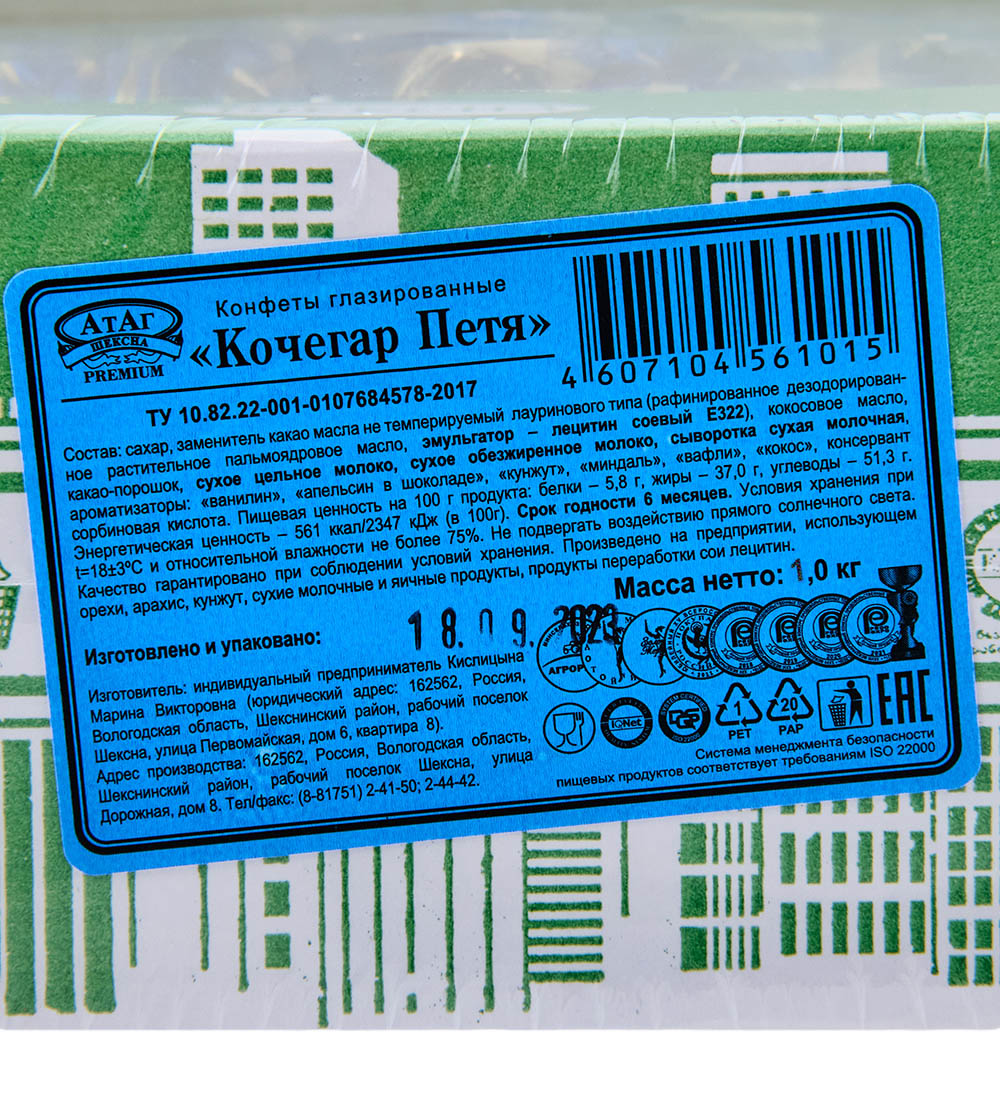 АтАг
ШЕКСНА
PREMIUM
Конфеты глазированные
«Кочегар Петя»
4 607104 561015
ТУ 10.82.22-001-0107684578-2017
Состав: сахар, заменитель какао масла не темперируемый лауринового типа (рафинированное дезодорирован-
ное растительное пальмоядровое масло, эмульгатор – лецитин соевый Е322), кокосовое масло,
какао-порошок, сухое цельное молоко, сухое обезжиренное молоко, сыворотка сухая молочная,
ароматизаторы: «ванилин», «апельсин в шоколаде», «кунжут», «миндаль», «вафли», «кокос», консервант
сорбиновая кислота. Пищевая ценность на 100 г продукта: белки – 5,8 г, жиры – 37,0 г, углеводы – 51,3 г.
Энергетическая ценность – 561 ккал/2347 кДж (в 100г). Срок годности 6 месяцев. Условия хранения при
t=18±3°С и относительной влажности не более 75%. Не подвергать воздействию прямого солнечного света.
Качество гарантировано при соблюдении условий хранения. Произведено на предприятии, использующем
орехи, арахис, кунжут, сухие молочные и яичные продукты, продукты переработки сои лецитин.
Масса нетто: 1,0 кг
Изготовлено и упаковано:
18.09.2023
Изготовитель: индивидуальный предприниматель Кислицына
Марина Викторовна (юридический адрес: 162562, Россия,
Вологодская область, Шекснинский район, рабочий поселок
Шексна, улица Первомайская, дом 6, квартира 8).
Адрес производства: 162562, Россия, Вологодская область,
Шекснинский район, рабочий поселок Шексна, улица
Дорожная, дом 8. Тел/факс: (8-81751) 2-41-50; 2-44-42.
АГРОР
IQNet
1
PET
20
PAP
EAC
Система менеджмента безопасности
пищевых продуктов соответствует требованиям ISO 22000